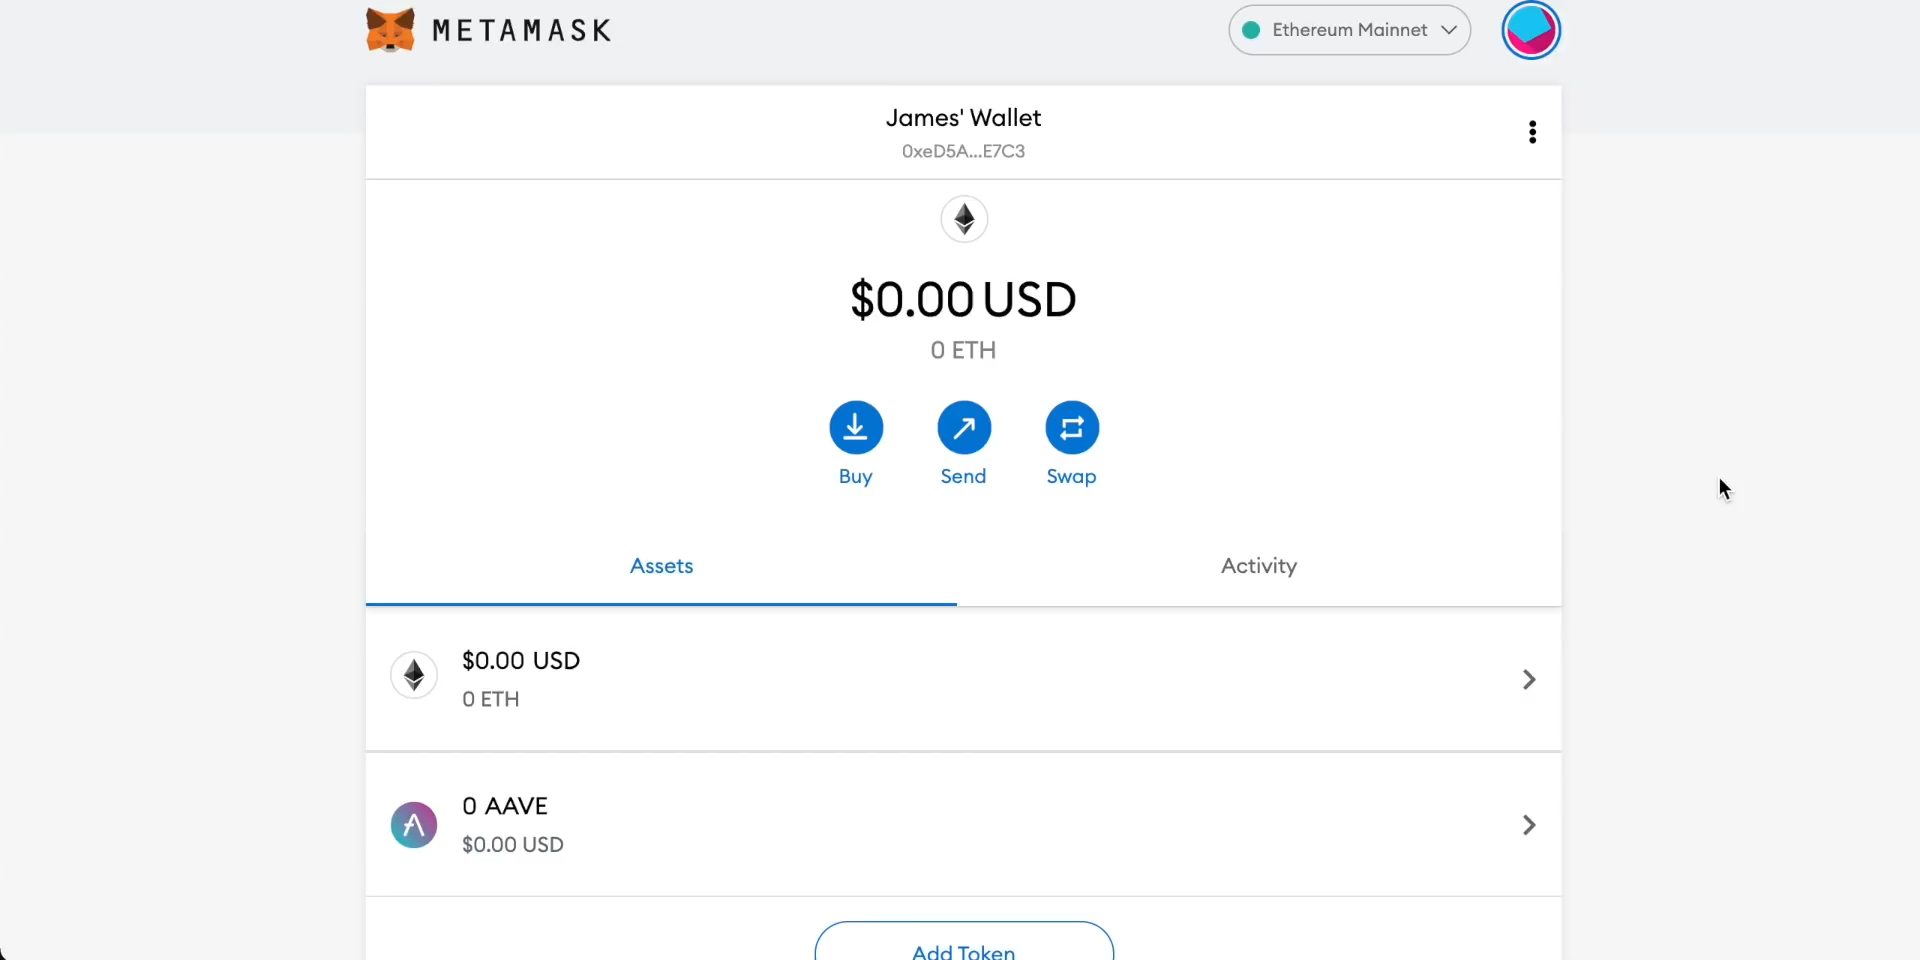 METAMASK
Ethereum Mainnet
James' Wallet
0xeD5A...E7C3
$0.00 USD
0 ETH
Buy
Send
Swap
Assets
Activity
$0.00 USD
0 ETH
0 AAVE
$0.00 USD
Add Token